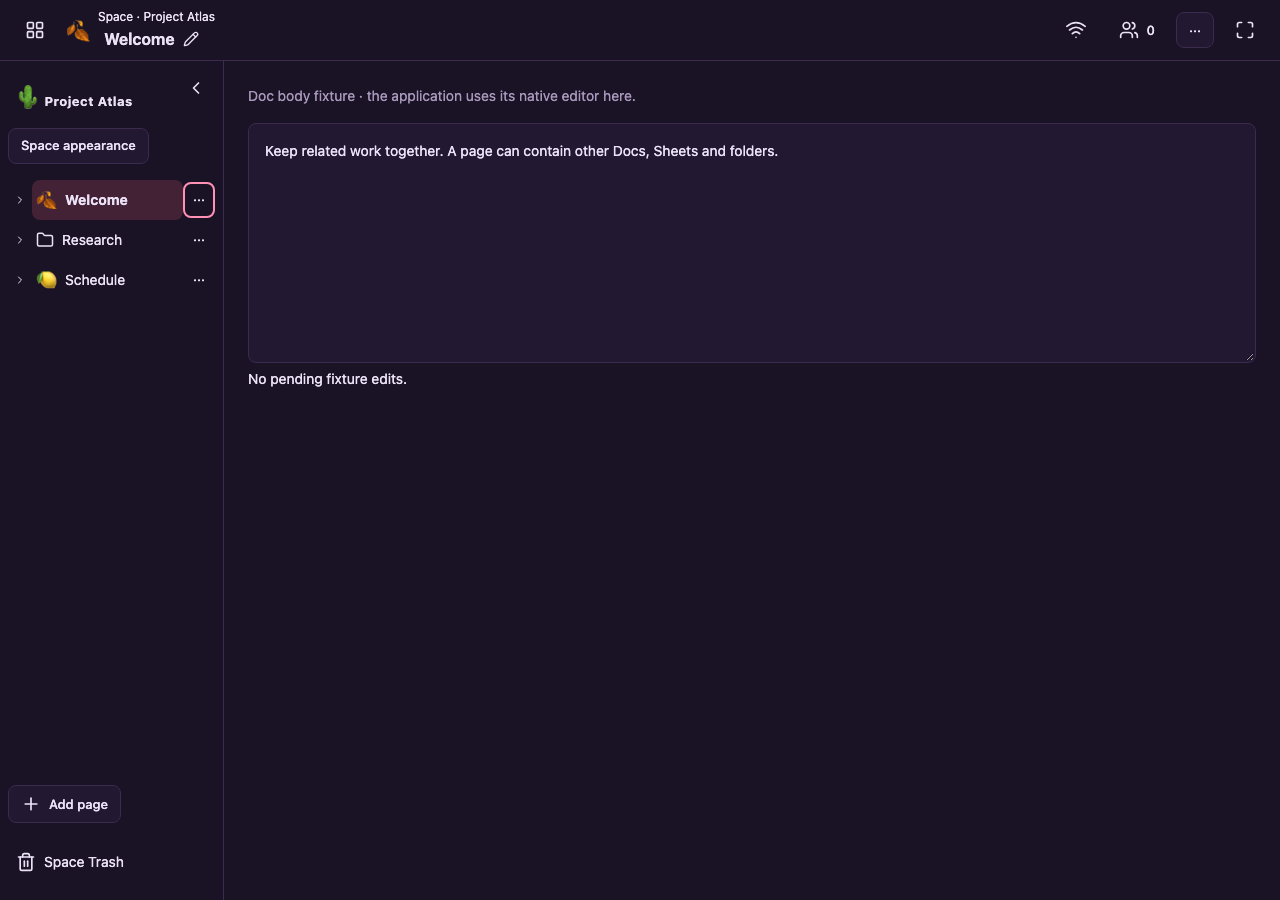 Space · Project Atlas
Welcome
0
...
Project Atlas
Space appearance
Welcome
...
Research
...
Schedule
...
Add page
Space Trash
Doc body fixture · the application uses its native editor here.
Keep related work together. A page can contain other Docs, Sheets and folders.
No pending fixture edits.